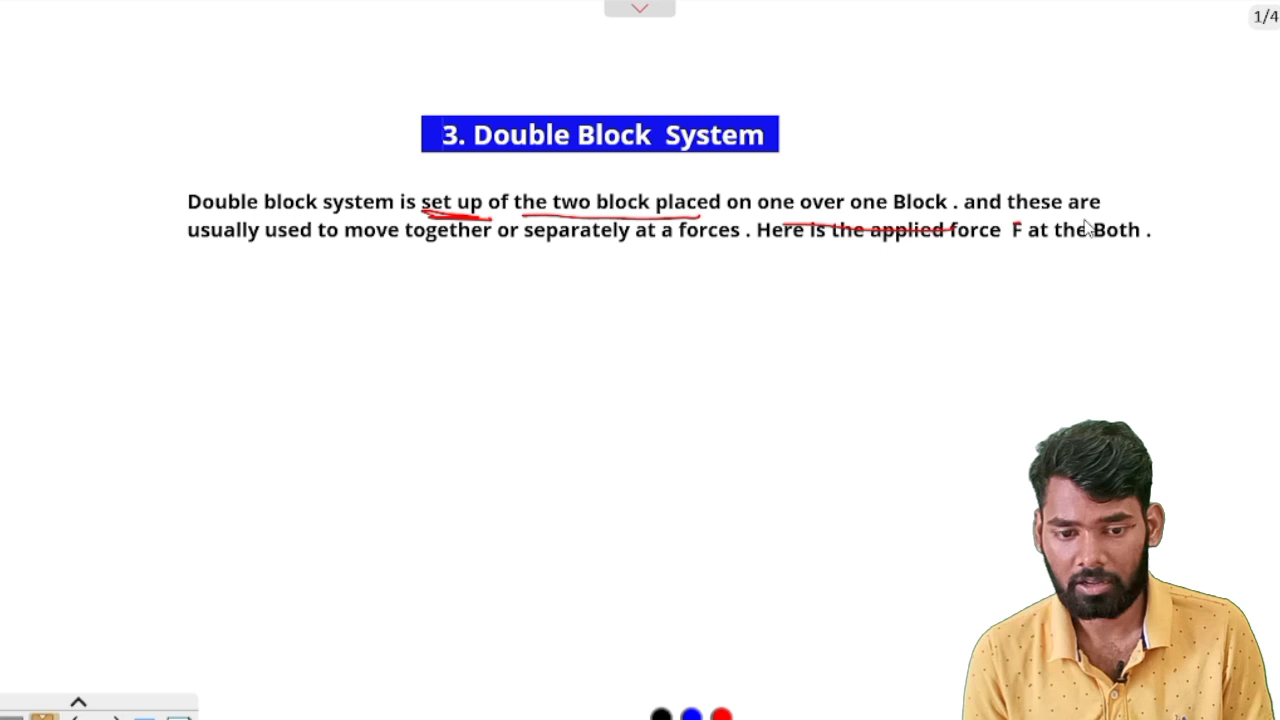 1/4
3. Double Block System
Double block system is set up of the two block placed on one over one Block . and these are
usually used to move together or separately at a forces . Here is the applied force F at the Both .